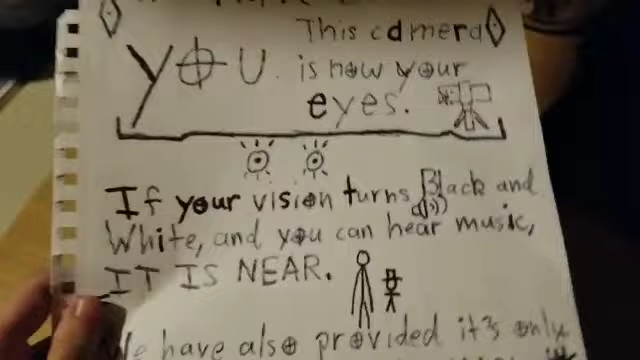 This camera
YOU. is now your
eyes.
If your vision turns Black and
White, and you can hear music,
IT IS NEAR.
We have also provided it's only